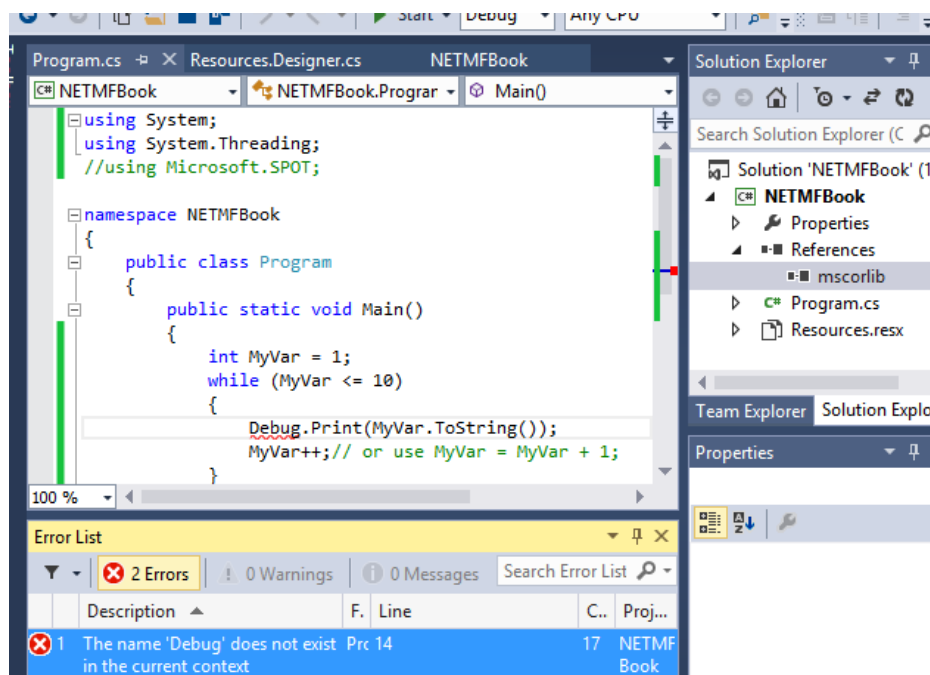 Start
Debug
Any CPU
Program.cs
Resources.Designer.cs
NETMFBook
C# NETMFBook
NETMFBook.Prograr
Main()
using System;
using System.Threading;
//using Microsoft.SPOT;
namespace NETMFBook
{
public class Program
{
public static void Main()
{
int MyVar = 1;
while (MyVar <= 10)
{
Debug.Print(MyVar.ToString());
MyVar++;// or use MyVar = MyVar + 1;
}
100 %
Error List
2 Errors
0 Warnings
0 Messages
Search Error List
Description
F.
Line
C..
Proj...
1
The name 'Debug' does not exist
in the current context
Prc
14
17
NETMF
Book
Solution Explorer
Search Solution Explorer (C
Solution 'NETMFBook' (1
C# NETMFBook
Properties
References
mscorlib
C# Program.cs
Resources.resx
Team Explorer
Solution Explo
Properties